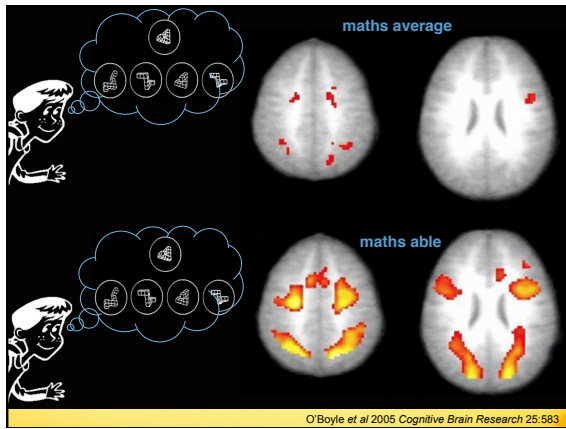 maths average
maths able
O'Boyle et al 2005 Cognitive Brain Research 25:583